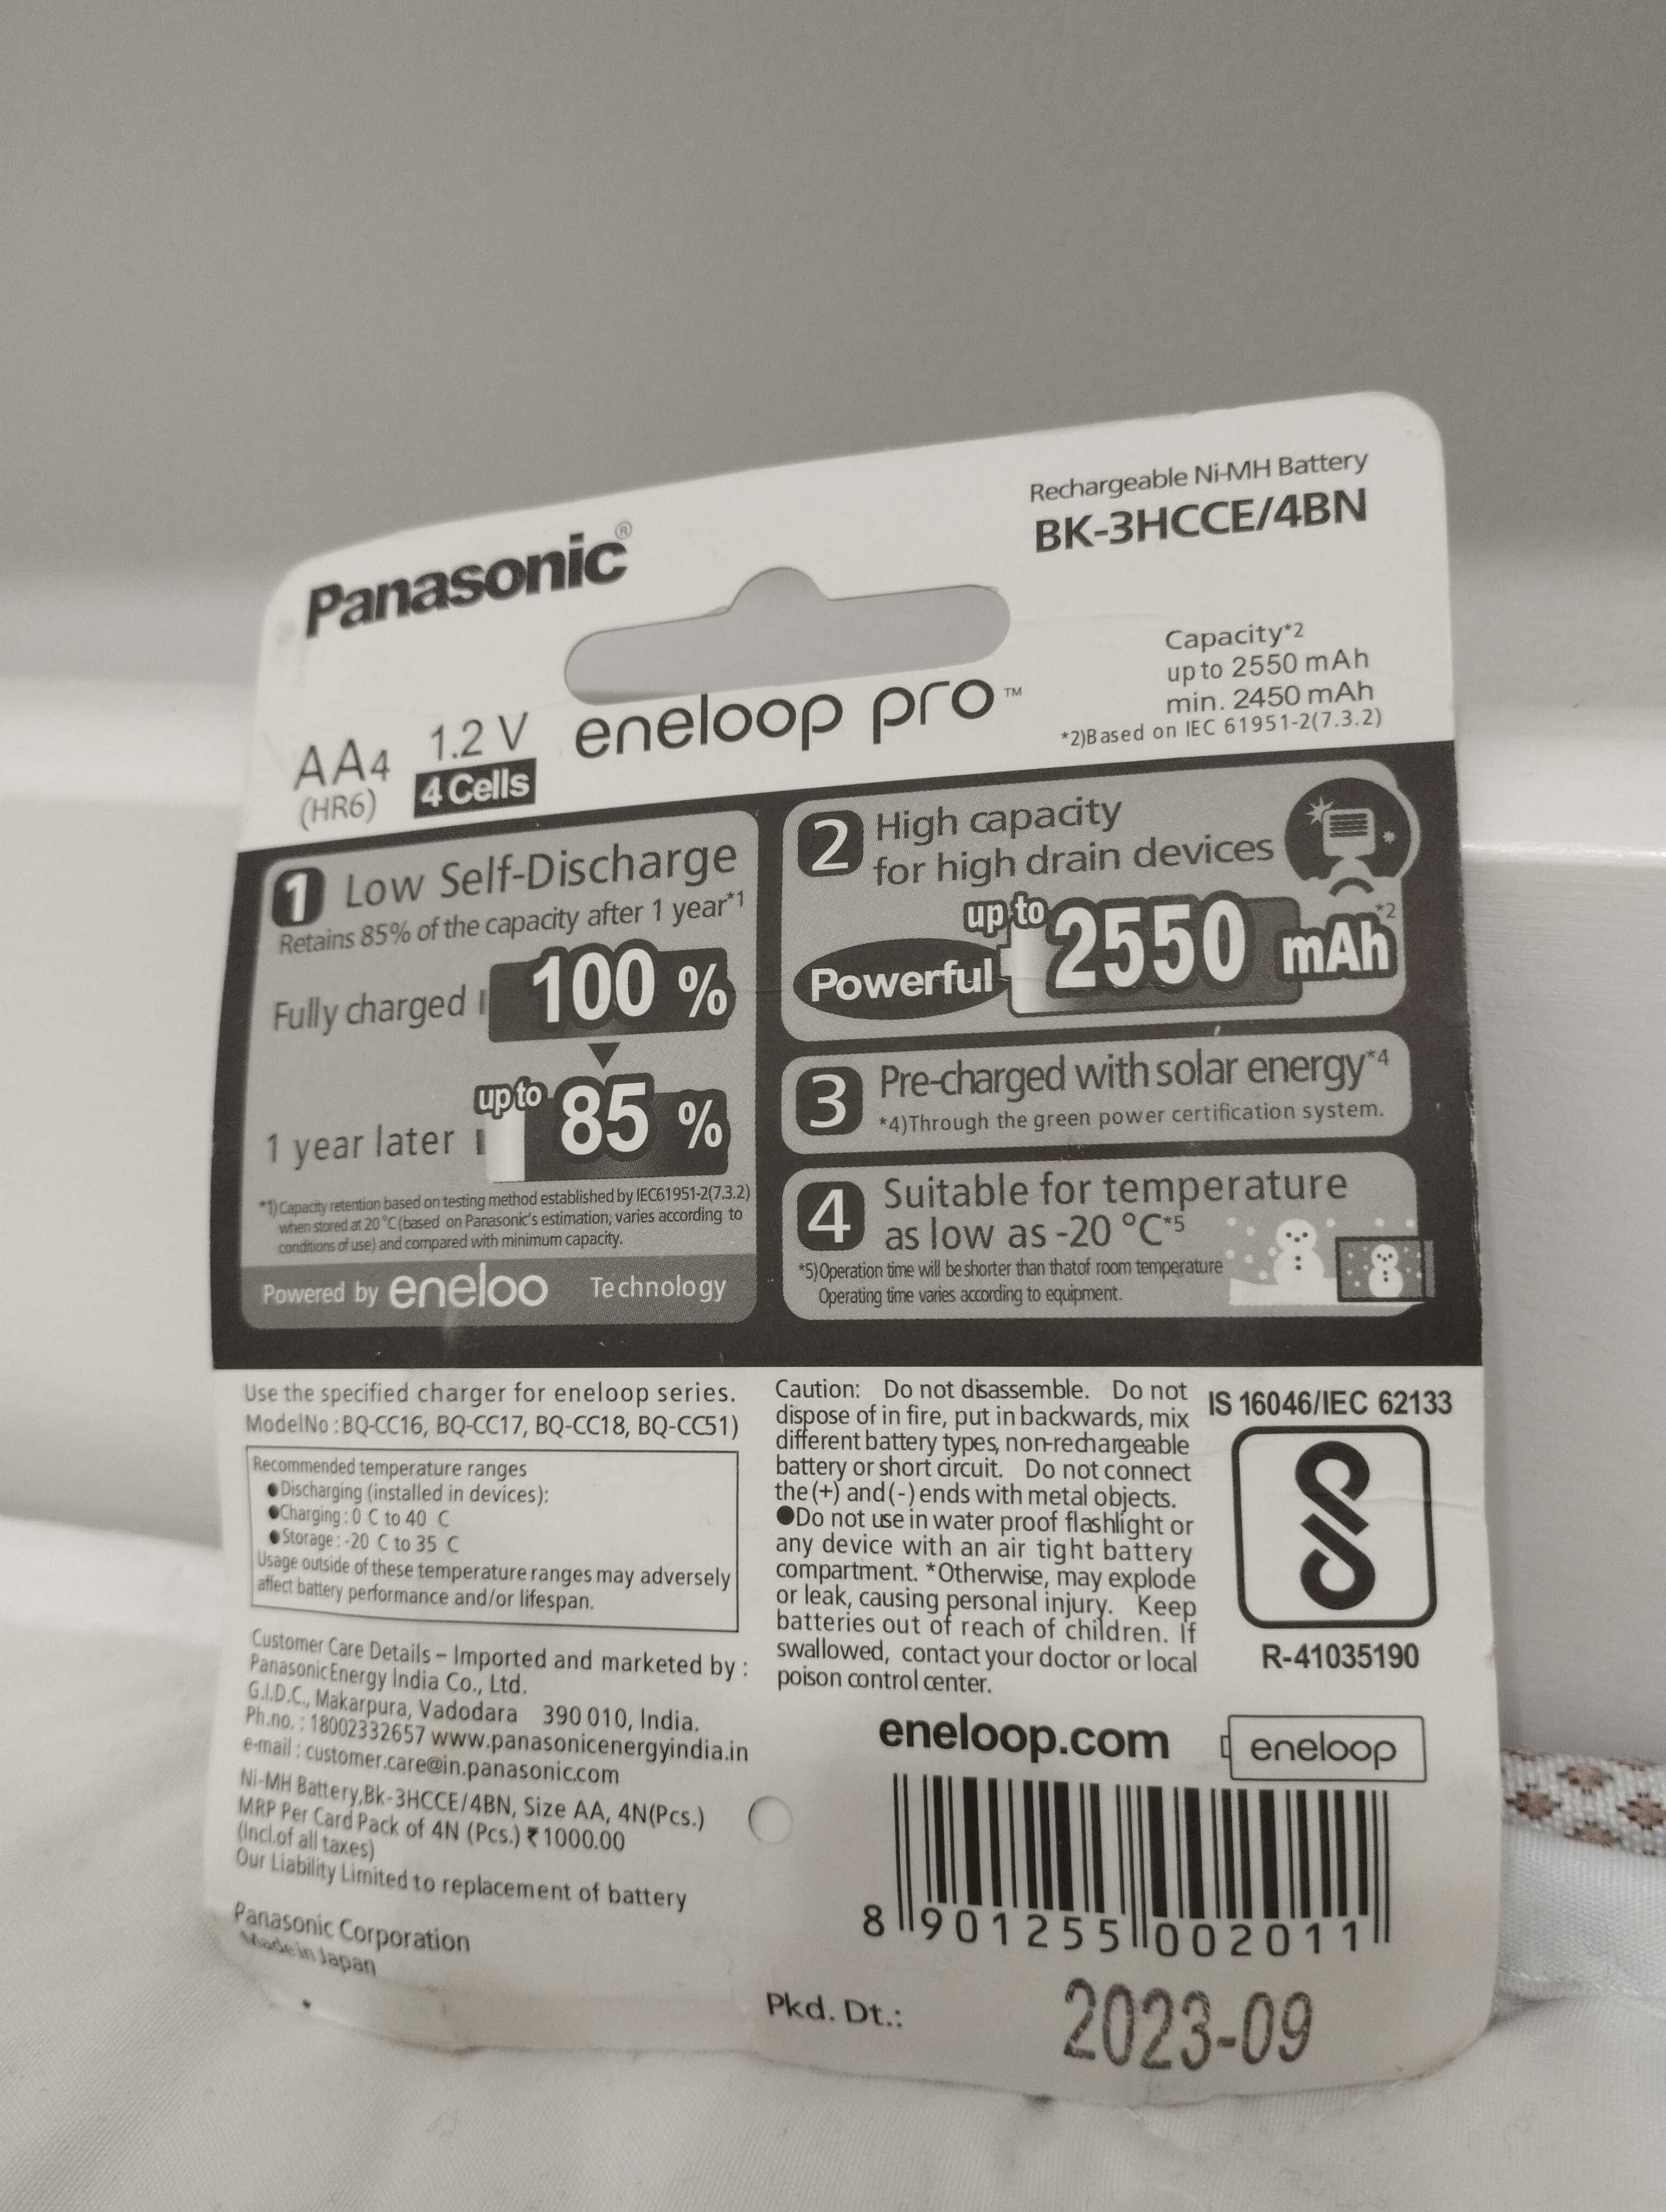 Panasonic®
Rechargeable Ni-MH Battery
BK-3HCCE/4BN
AA4
(HR6)
1.2 V
4 Cells
eneloop pro™
Capacity*2
up to 2550 mAh
min. 2450 mAh
*2)Based on IEC 61951-2(7.3.2)
1 Low Self-Discharge
Retains 85% of the capacity after 1 year*1
Fully charged 100 %
up to
1 year later 85 %
*1) Capacity retention based on testing method established by IEC61951-2(7.3.2)
when stored at 20 °C (based on Panasonic's estimation, varies according to
conditions of use) and compared with minimum capacity.
Powered by eneloo Technology
2 High capacity
for high drain devices
Powerful up to 2550 mAh*2
3 Pre-charged with solar energy*4
*4)Through the green power certification system.
4 Suitable for temperature
as low as -20 °C*5
*5)Operation time will be shorter than thatof room temperature
Operating time varies according to equipment.
Use the specified charger for eneloop series.
ModelNo : BQ-CC16, BQ-CC17, BQ-CC18, BQ-CC51)
Recommended temperature ranges
●Discharging (installed in devices):
●Charging : 0 C to 40 C
●Storage : -20 C to 35 C
Usage outside of these temperature ranges may adversely
affect battery performance and/or lifespan.
Customer Care Details – Imported and marketed by :
Panasonic Energy India Co., Ltd.
G.I.D.C., Makarpura, Vadodara 390 010, India.
Ph.no. : 18002332657 www.panasonicenergyindia.in
e-mail : customer.care@in.panasonic.com
Ni-MH Battery,Bk-3HCCE/4BN, Size AA, 4N(Pcs.)
MRP Per Card Pack of 4N (Pcs.) ₹ 1000.00
(Incl.of all taxes)
Our Liability Limited to replacement of battery
Panasonic Corporation
Made in Japan
Caution: Do not disassemble. Do not
dispose of in fire, put in backwards, mix
different battery types, non-rechargeable
battery or short circuit. Do not connect
the (+) and (-) ends with metal objects.
●Do not use in water proof flashlight or
any device with an air tight battery
compartment. *Otherwise, may explode
or leak, causing personal injury. Keep
batteries out of reach of children. If
swallowed, contact your doctor or local
poison control center.
IS 16046/IEC 62133
R-41035190
eneloop.com
eneloop
8 901255 002011
Pkd. Dt.: 2023-09